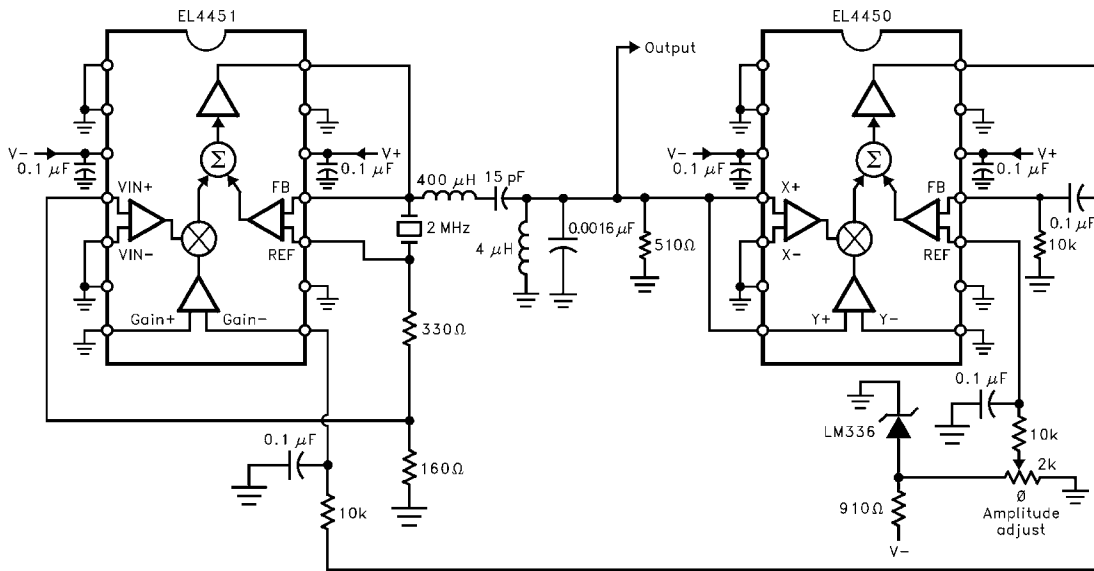 EL4451
EL4450
Output
V-
0.1 μF
V+
0.1 μF
V-
0.1 μF
V+
0.1 μF
Σ
Σ
VIN+
VIN-
FB
REF
Gain+
Gain-
400 μH
15 pF
2 MHz
4 μH
0.0016 μF
510Ω
X+
X-
FB
REF
Y+
Y-
0.1 μF
10k
330Ω
160Ω
0.1 μF
10k
0.1 μF
LM336
10k
2k
910Ω
V-
Ø
Amplitude
adjust